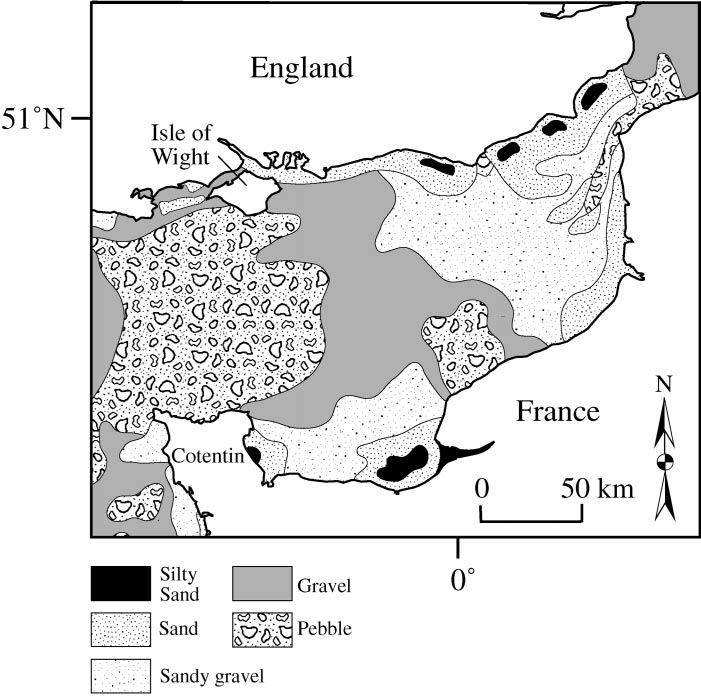 England
51°N
Isle of
Wight
N
France
Cotentin
0 50 km
0°
Silty
Sand
Gravel
Sand
Pebble
Sandy gravel